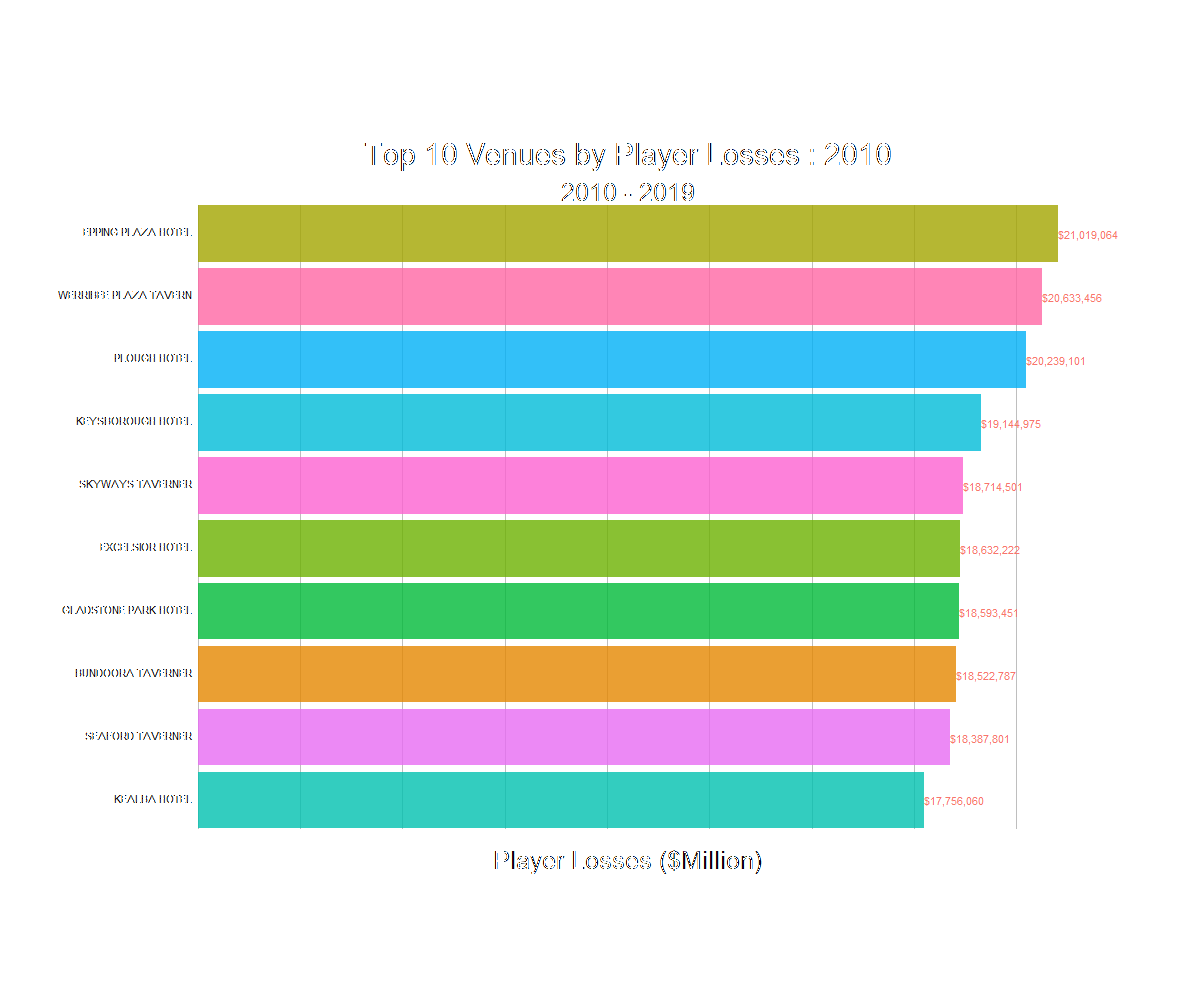 Top 10 Venues by Player Losses : 2010
2010 - 2019
EPPING PLAZA HOTEL $21,019,064
WERRIBEE PLAZA TAVERN $20,633,456
PLOUGH HOTEL $20,239,101
KEYSBOROUGH HOTEL $19,144,975
SKYWAYS TAVERNER $18,714,501
EXCELSIOR HOTEL $18,632,222
GLADSTONE PARK HOTEL $18,593,451
BUNDOORA TAVERNER $18,522,787
SEAFORD TAVERNER $18,387,801
KEALBA HOTEL $17,756,060
Player Losses ($Million)